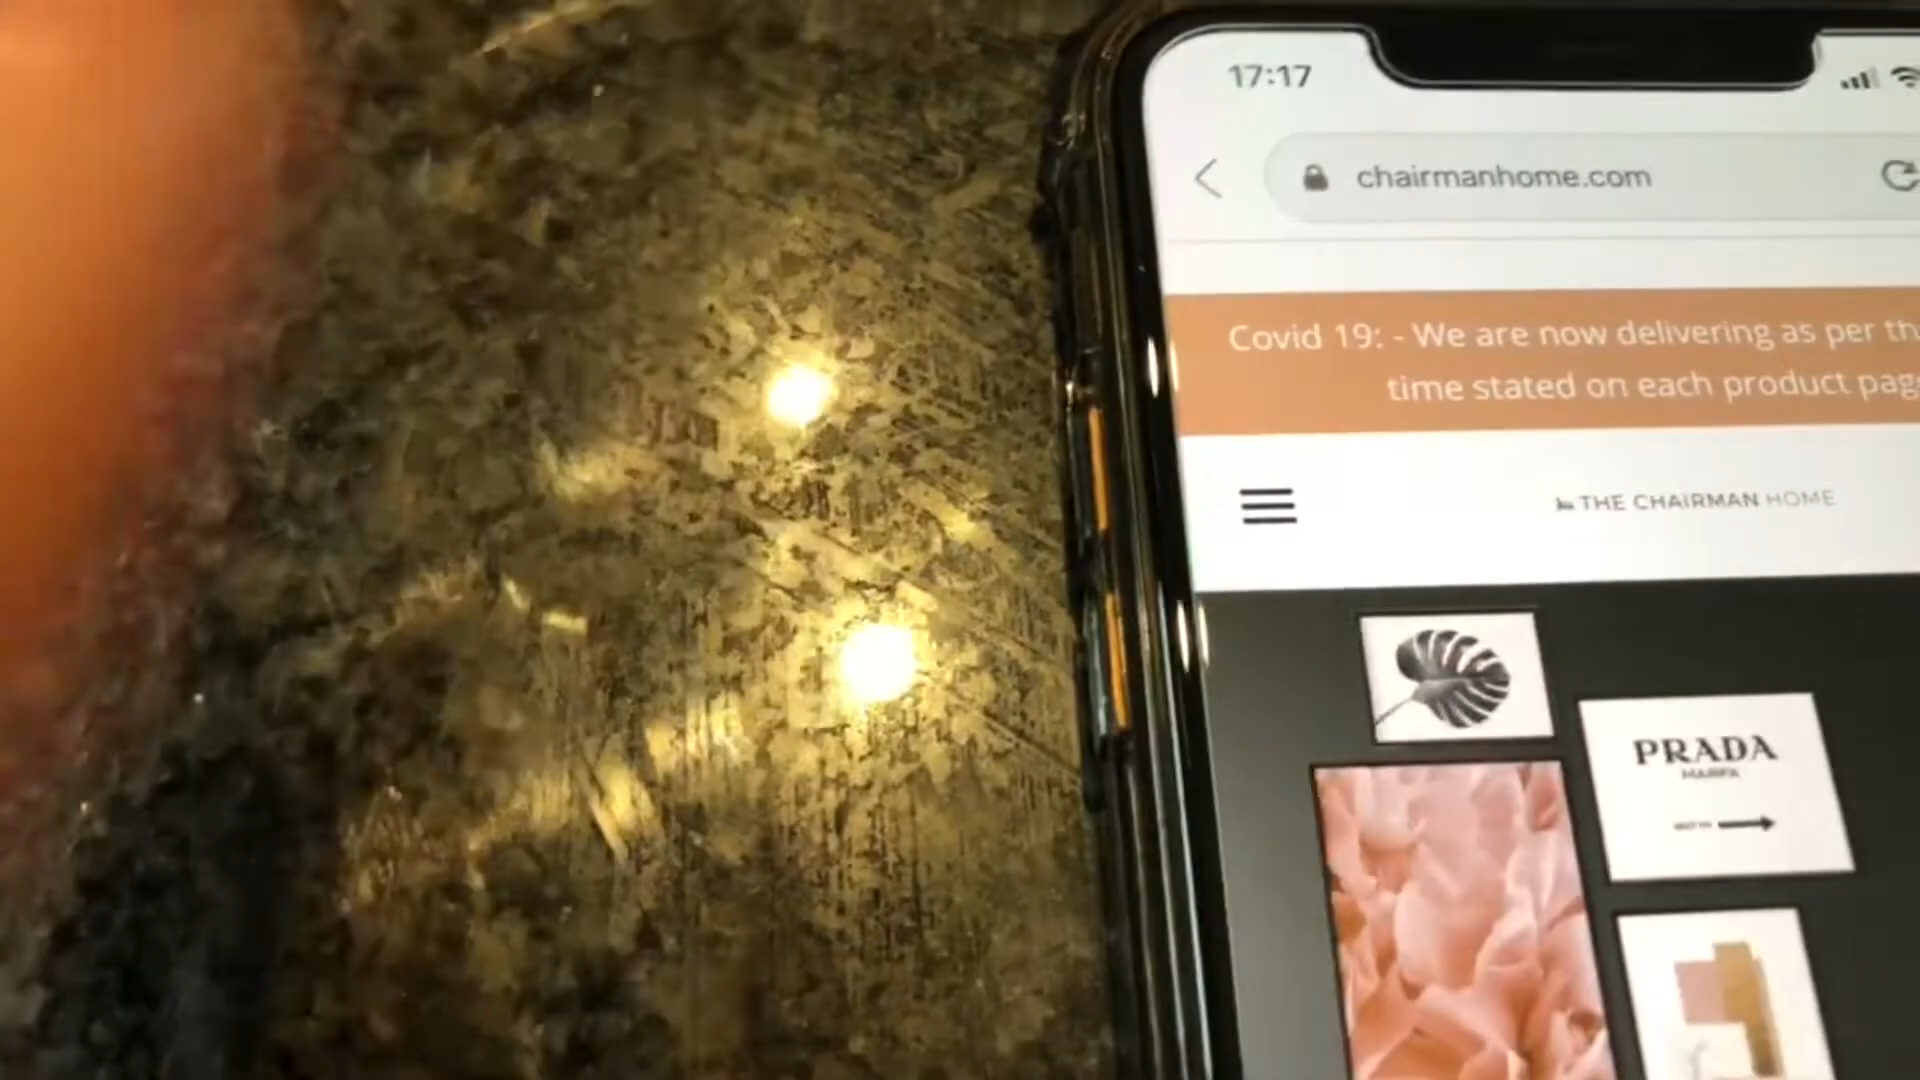 17:17
chairmanhome.com
Covid 19: - We are now delivering as per th
time stated on each product pag
THE CHAIRMAN HOME
PRADA
MARFA